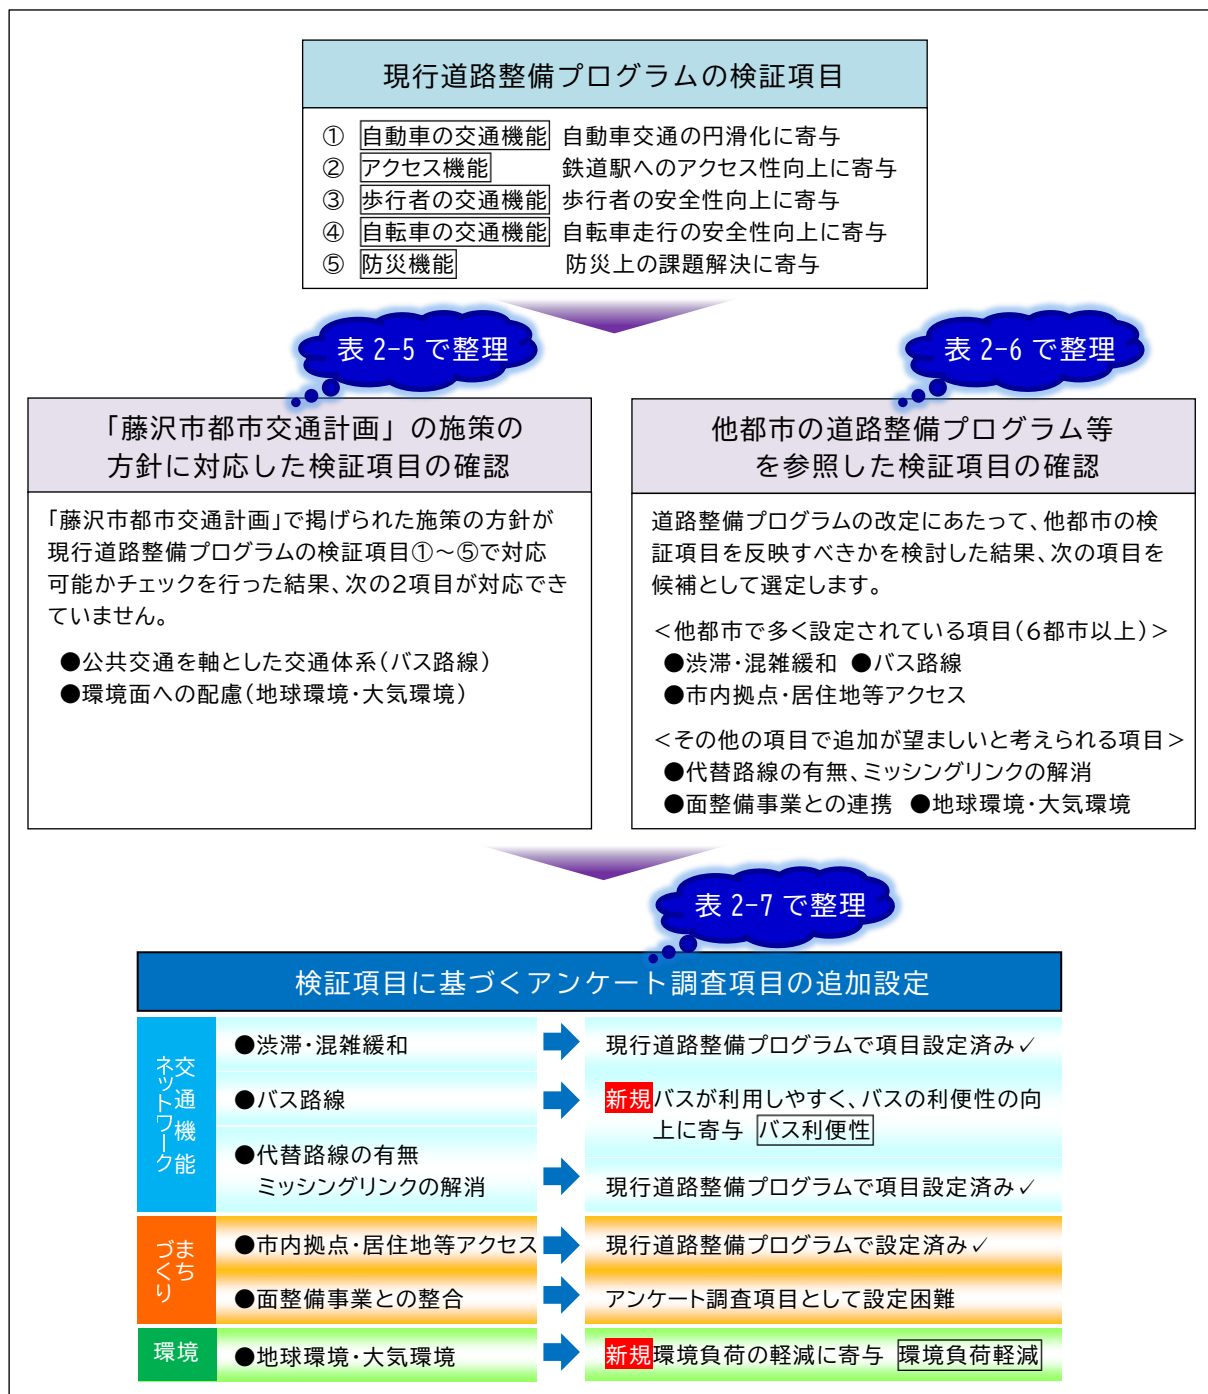 現行道路整備プログラムの検証項目
① 自動車の交通機能 自動車交通の円滑化に寄与
② アクセス機能 鉄道駅へのアクセス性向上に寄与
③ 歩行者の交通機能 歩行者の安全性向上に寄与
④ 自転車の交通機能 自転車走行の安全性向上に寄与
⑤ 防災機能 防災上の課題解決に寄与
表 2-5 で整理
表 2-6 で整理
「藤沢市都市交通計画」の施策の
方針に対応した検証項目の確認
「藤沢市都市交通計画」で掲げられた施策の方針が
現行道路整備プログラムの検証項目①～⑤で対応
可能かチェックを行った結果、次の2項目が対応でき
ていません。
●公共交通を軸とした交通体系(バス路線)
●環境面への配慮(地球環境・大気環境)
他都市の道路整備プログラム等
を参照した検証項目の確認
道路整備プログラムの改定にあたって、他都市の検
証項目を反映すべきかを検討した結果、次の項目を
候補として選定します。
<他都市で多く設定されている項目(6都市以上)>
●渋滞・混雑緩和 ●バス路線
●市内拠点・居住地等アクセス
<その他の項目で追加が望ましいと考えられる項目>
●代替路線の有無、ミッシングリンクの解消
●面整備事業との連携 ●地球環境・大気環境
表 2-7 で整理
検証項目に基づくアンケート調査項目の追加設定
交通機能
ネットワーク
●渋滞・混雑緩和
現行道路整備プログラムで項目設定済み✓
●バス路線
新規バスが利用しやすく、バスの利便性の向
上に寄与 バス利便性
●代替路線の有無
ミッシングリンクの解消
現行道路整備プログラムで項目設定済み✓
まち
づくり
●市内拠点・居住地等アクセス
現行道路整備プログラムで設定済み✓
●面整備事業との整合
アンケート調査項目として設定困難
環境
●地球環境・大気環境
新規環境負荷の軽減に寄与 環境負荷軽減